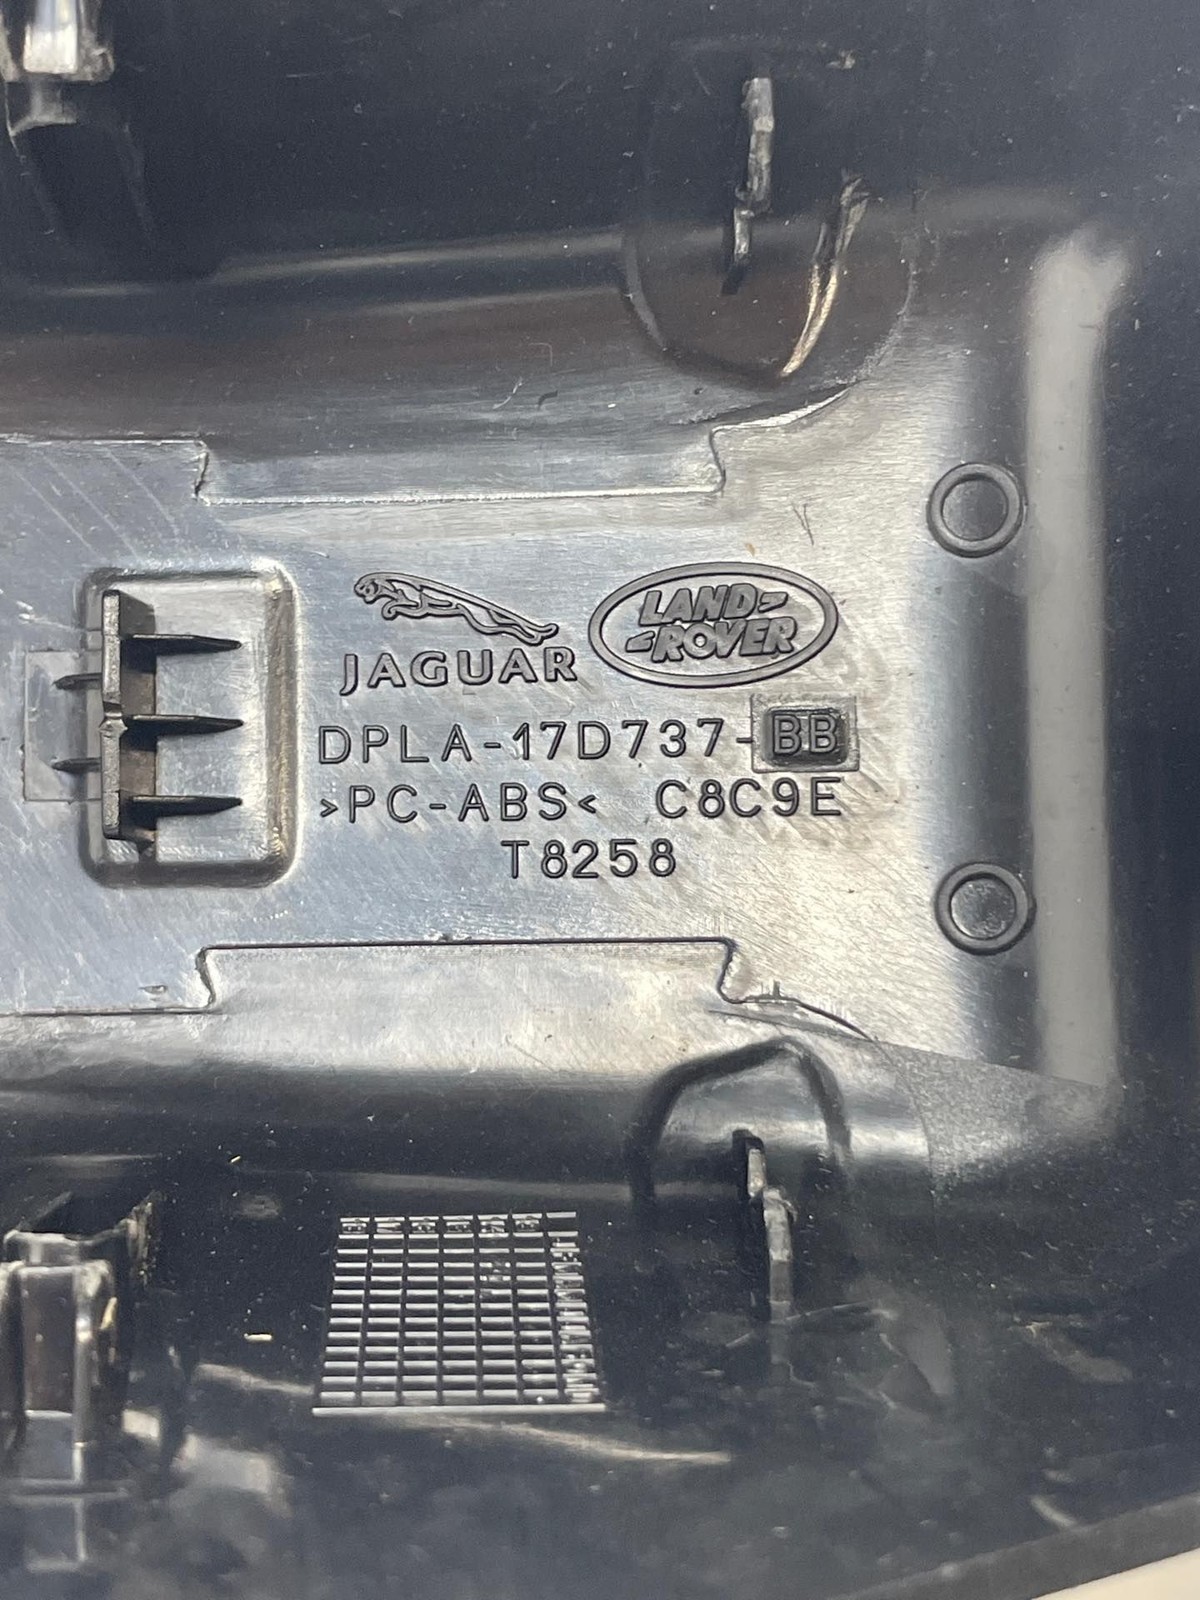 JAGUAR
LAND-
-ROVER
DPLA-17D737-BB
>PC-ABS< C8C9E
T8258